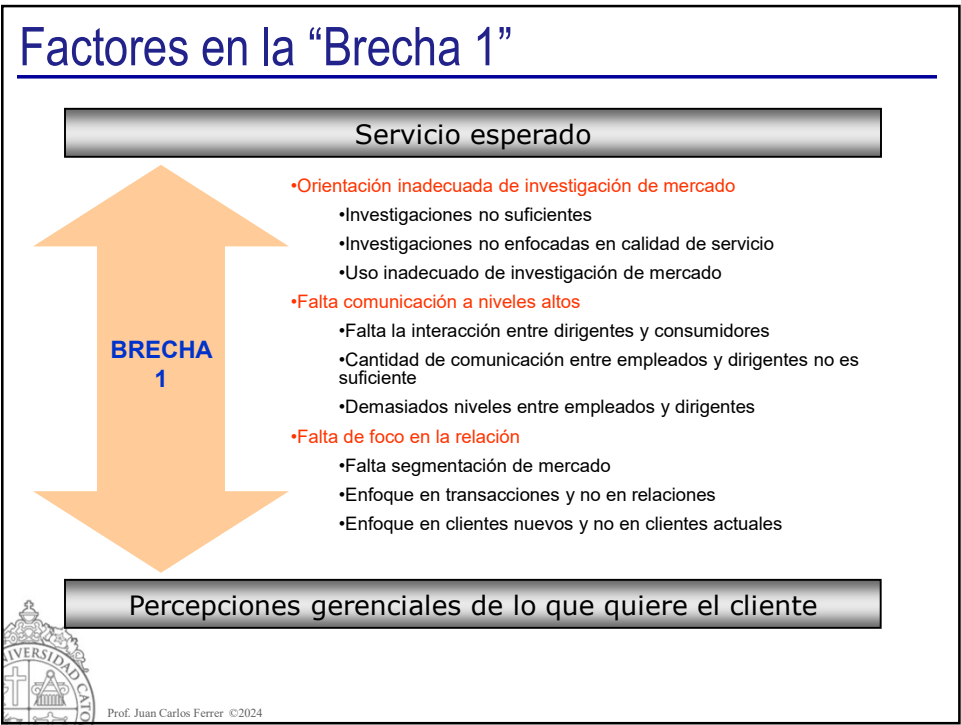 Factores en la “Brecha 1”
Servicio esperado
•Orientación inadecuada de investigación de mercado
•Investigaciones no suficientes
•Investigaciones no enfocadas en calidad de servicio
•Uso inadecuado de investigación de mercado
•Falta comunicación a niveles altos
•Falta la interacción entre dirigentes y consumidores
•Cantidad de comunicación entre empleados y dirigentes no es
suficiente
•Demasiados niveles entre empleados y dirigentes
•Falta de foco en la relación
•Falta segmentación de mercado
•Enfoque en transacciones y no en relaciones
•Enfoque en clientes nuevos y no en clientes actuales
BRECHA
1
Percepciones gerenciales de lo que quiere el cliente
Prof. Juan Carlos Ferrer ©2024